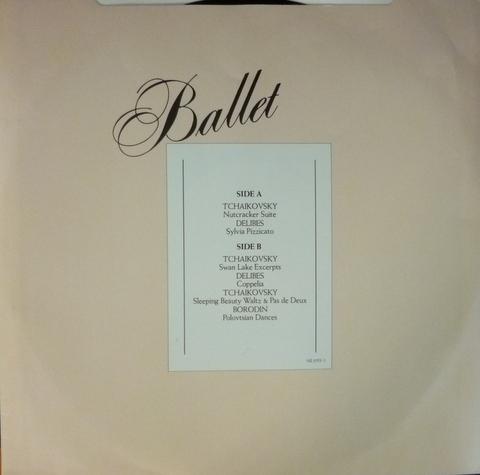 Ballet
SIDE A
TCHAIKOVSKY
Nutcracker Suite
DELIBES
Sylvia Pizzicato
SIDE B
TCHAIKOVSKY
Swan Lake Excerpts
DELIBES
Coppelia
TCHAIKOVSKY
Sleeping Beauty Waltz & Pas de Deux
BORODIN
Polovtsian Dances